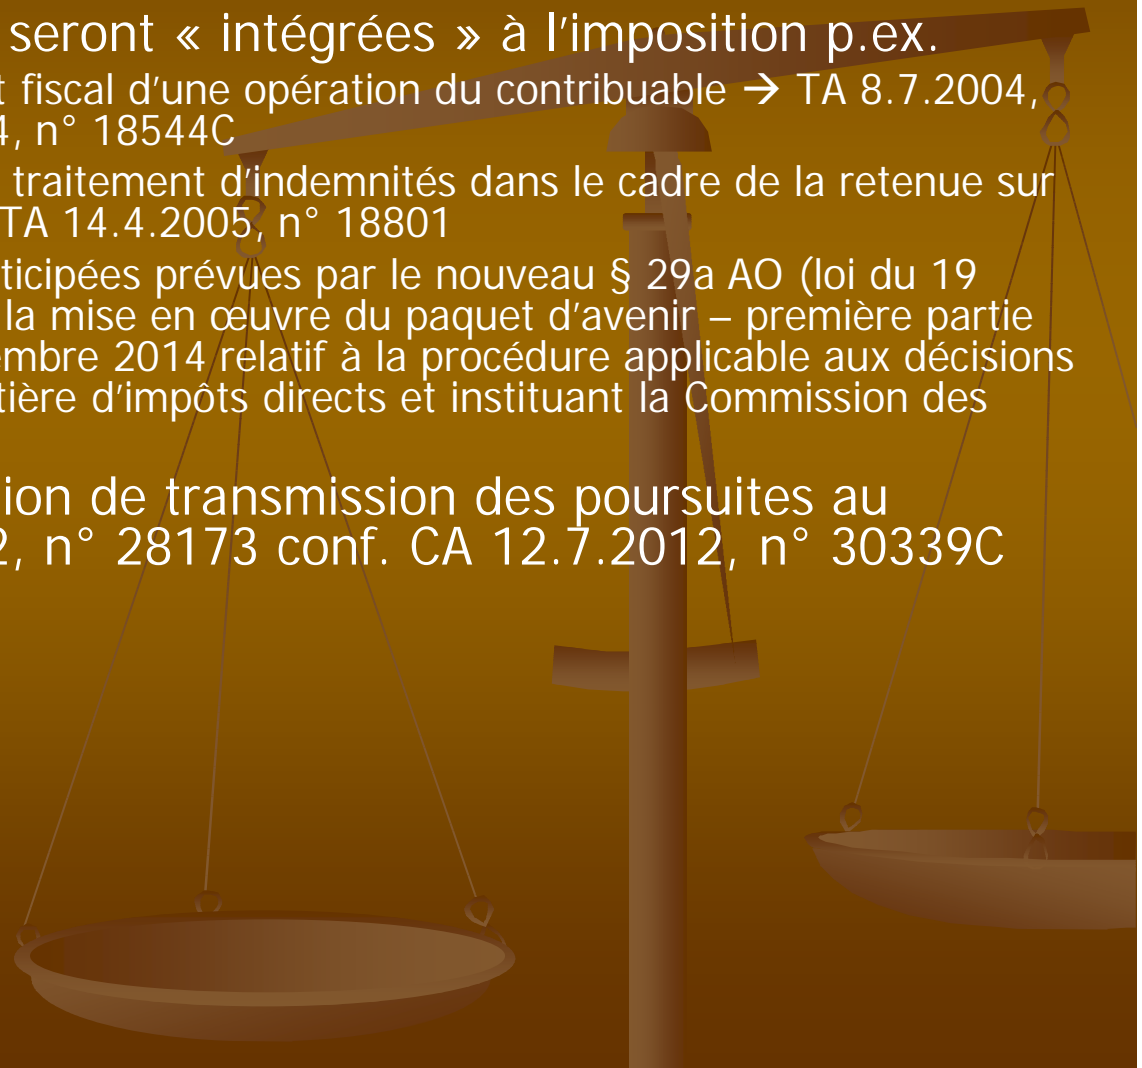 seront « intégrées » à l'imposition p.ex.
t fiscal d'une opération du contribuable → TA 8.7.2004,
4, n° 18544C
traitement d'indemnités dans le cadre de la retenue sur
TA 14.4.2005, n° 18801
ticipées prévues par le nouveau § 29a AO (loi du 19
la mise en œuvre du paquet d'avenir – première partie
embre 2014 relatif à la procédure applicable aux décisions
tière d'impôts directs et instituant la Commission des
ion de transmission des poursuites au
2, n° 28173 conf. CA 12.7.2012, n° 30339C